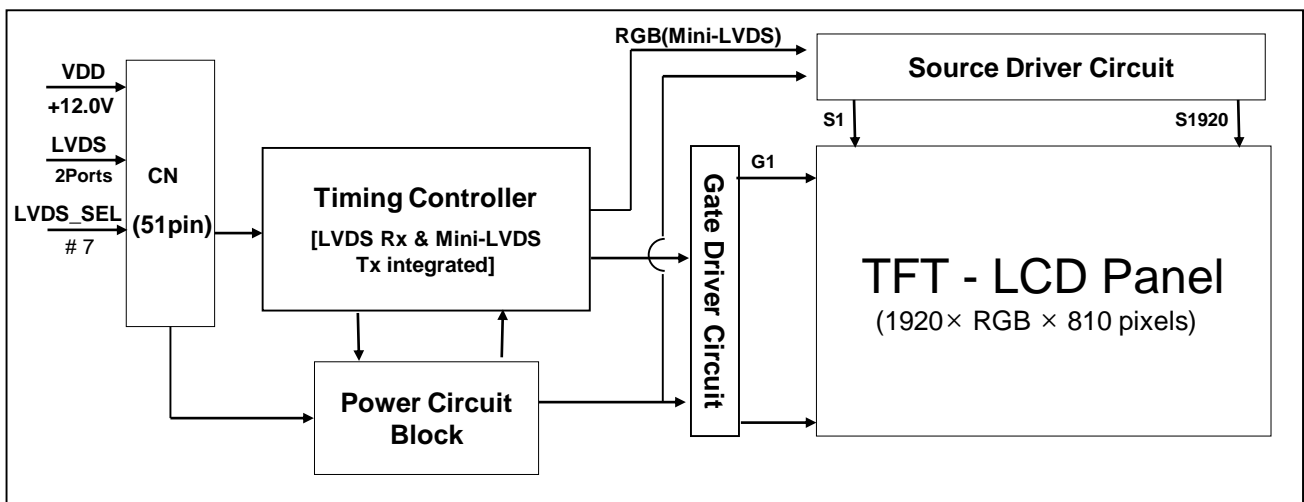 RGB(Mini-LVDS)
Source Driver Circuit
S1
S1920
VDD
+12.0V
LVDS
2Ports
LVDS_SEL
# 7
CN
(51pin)
Timing Controller
[LVDS Rx & Mini-LVDS
Tx integrated]
Power Circuit
Block
Gate Driver Circuit
G1
TFT - LCD Panel
(1920× RGB × 810 pixels)